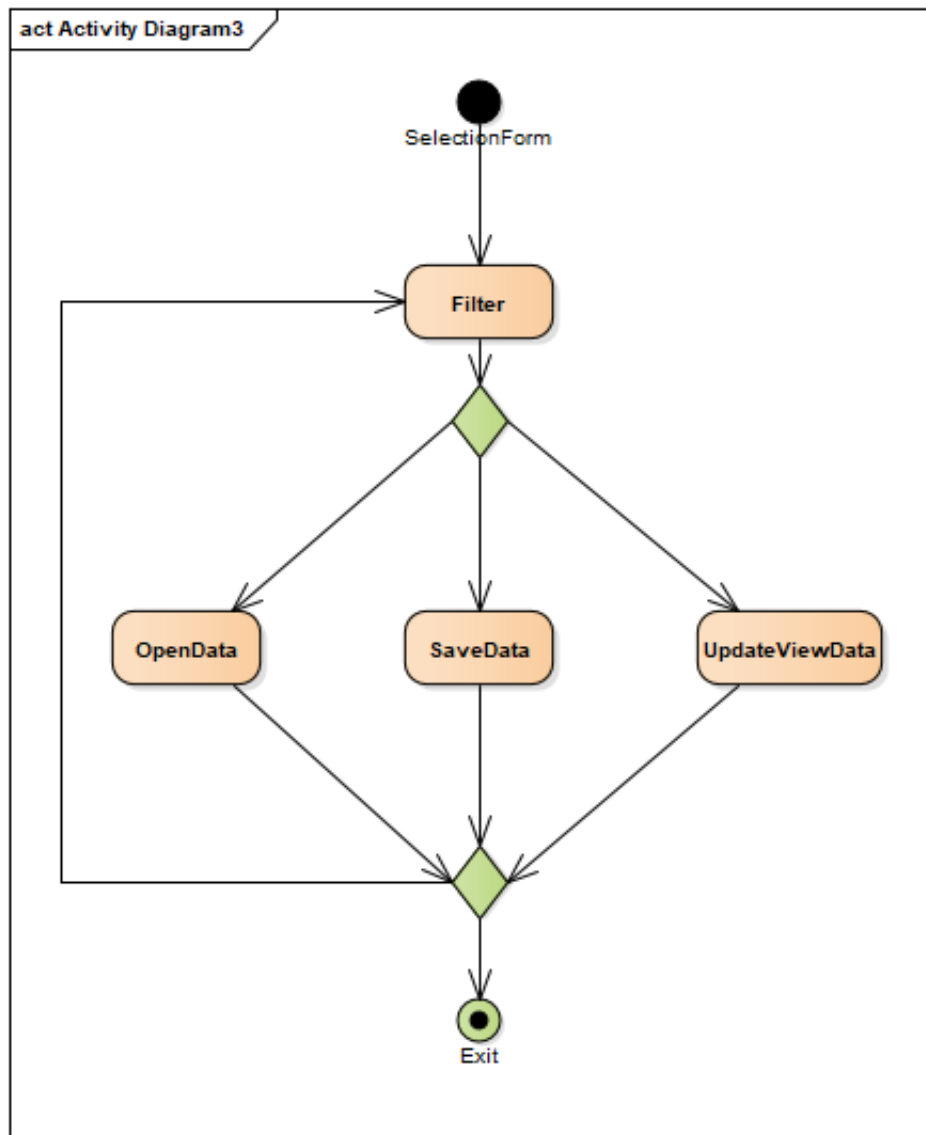 act Activity Diagram3
SelectionForm
Filter
OpenData
SaveData
UpdateViewData
Exit